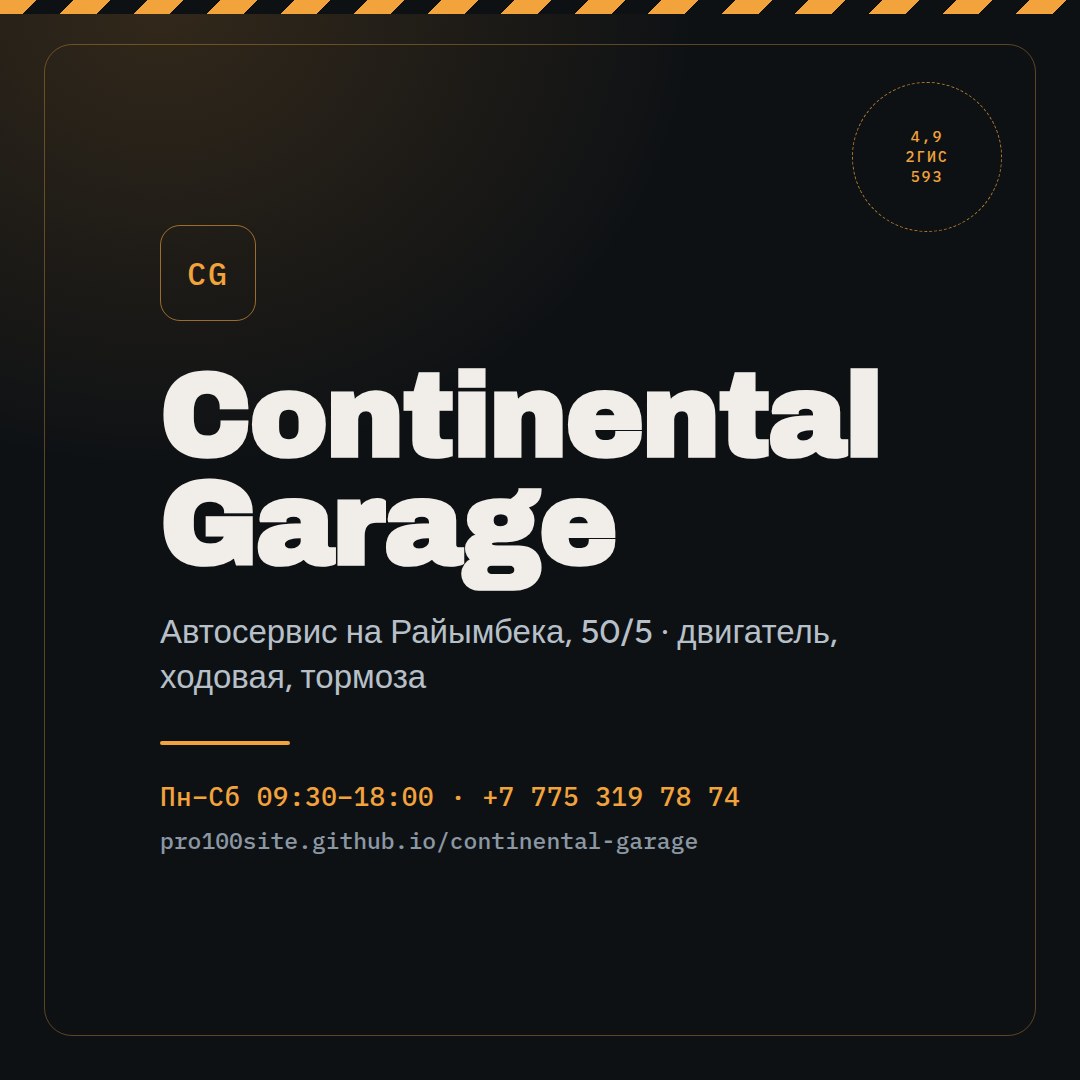 4,9
2ГИС
593
CG
Continental
Garage
Автосервис на Райымбека, 50/5 · двигатель,
ходовая, тормоза
Пн–Сб 09:30–18:00 · +7 775 319 78 74
pro100site.github.io/continental-garage